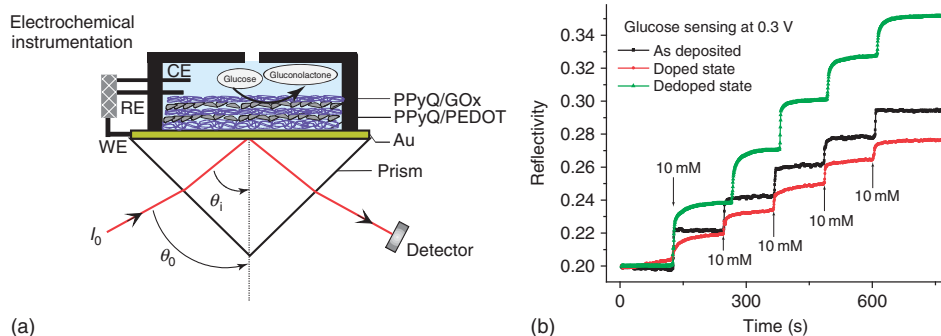 Electrochemical
instrumentation
CE
RE
WE
Glucose
Gluconolactone
PPyQ/GOx
PPyQ/PEDOT
Au
Prism
θi
θ0
I0
Detector
(a)
Glucose sensing at 0.3 V
As deposited
Doped state
Dedoped state
Reflectivity
0.34
0.32
0.30
0.28
0.26
0.24
0.22
0.20
10 mM
10 mM
10 mM
10 mM
10 mM
0
300
600
Time (s)
(b)